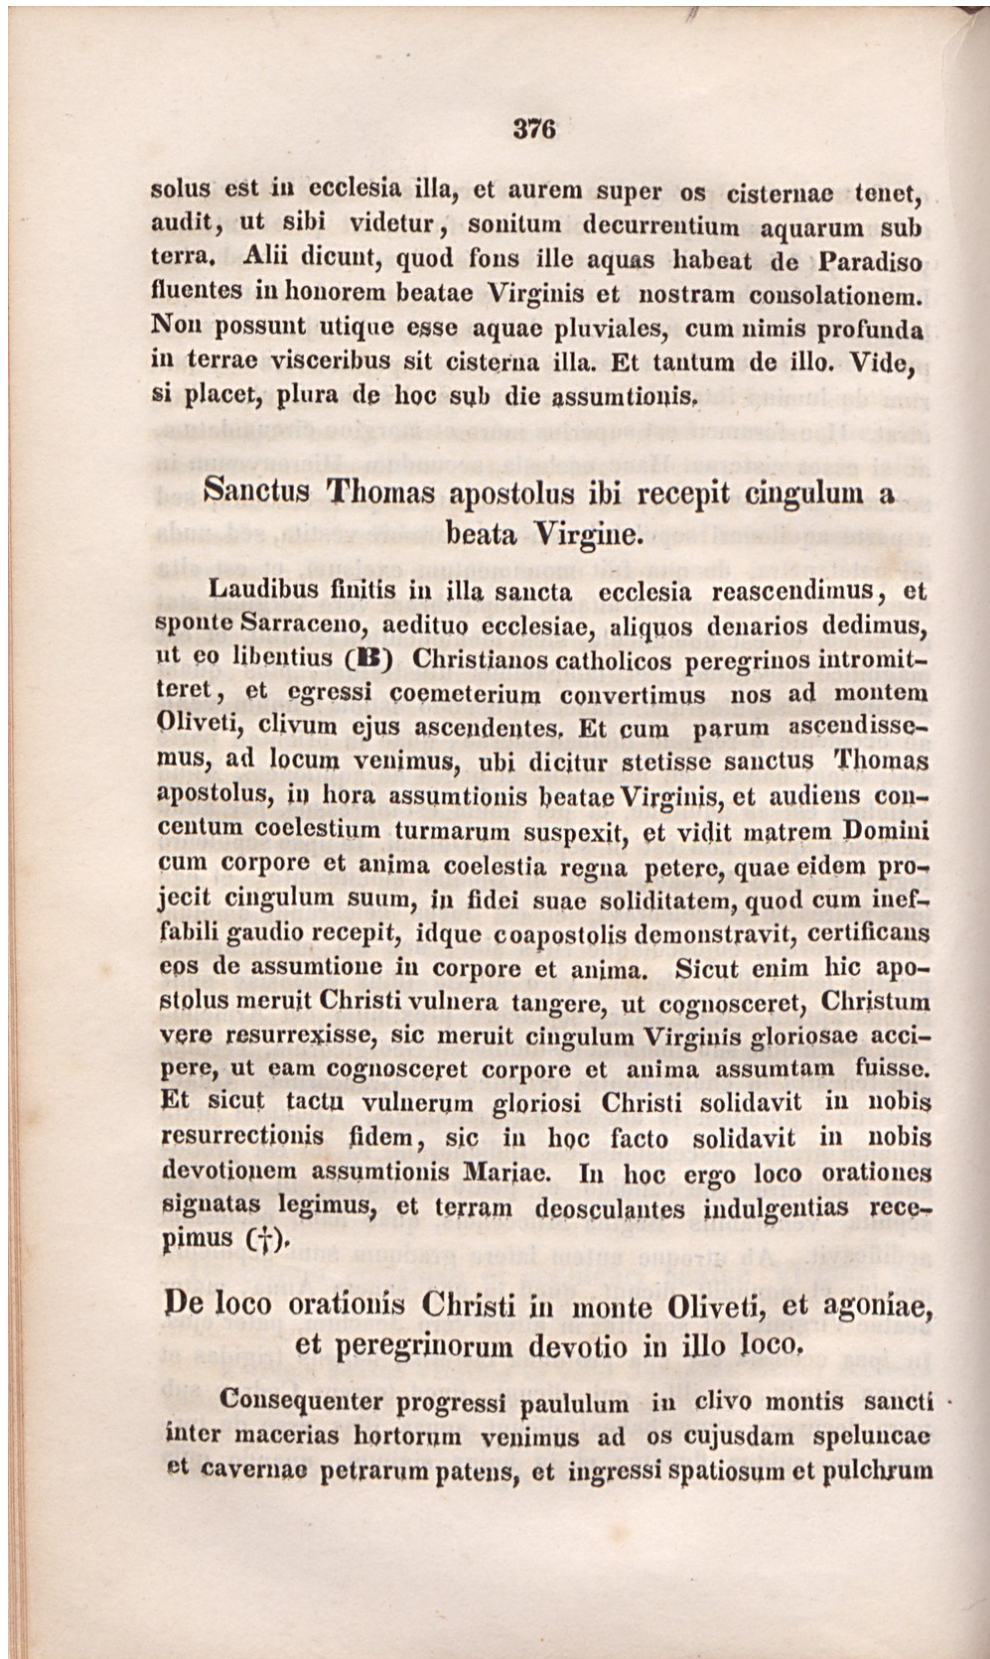 376
solus est in ecclesia illa, et aurem super os cisternae tenet,
audit, ut sibi videtur, sonitum decurrentium aquarum sub
terra. Alii dicunt, quod fons ille aquas habeat de Paradiso
fluentes in honorem beatae Virginis et nostram consolationem.
Non possunt utique esse aquae pluviales, cum nimis profunda
in terrae visceribus sit cisterna illa. Et tantum de illo. Vide,
si placet, plura de hoc sub die assumtionis.
Sanctus Thomas apostolus ibi recepit cingulum a
beata Virgine.
Laudibus finitis in illa sancta ecclesia reascendimus, et
sponte Sarraceno, aedituo ecclesiae, aliquos denarios dedimus,
ut eo libentius (B) Christianos catholicos peregrinos intromit-
teret, et egressi coemeterium convertimus nos ad montem
Oliveti, clivum ejus ascendentes. Et cum parum ascendisse-
mus, ad locum venimus, ubi dicitur stetisse sanctus Thomas
apostolus, in hora assumtionis beatae Virginis, et audiens con-
centum coelestium turmarum suspexit, et vidit matrem Domini
cum corpore et anima coelestia regna petere, quae eidem pro-
jecit cingulum suum, in fidei suae soliditatem, quod cum inef-
fabili gaudio recepit, idque coapostolis demonstravit, certificans
eos de assumtione in corpore et anima. Sicut enim hic apo-
stolus meruit Christi vulnera tangere, ut cognosceret, Christum
vere resurrexisse, sic meruit cingulum Virginis gloriosae acci-
pere, ut eam cognosceret corpore et anima assumtam fuisse.
Et sicut tactu vulnerum gloriosi Christi solidavit in nobis
resurrectionis fidem, sic in hoc facto solidavit in nobis
devotionem assumtionis Mariae. In hoc ergo loco orationes
signatas legimus, et terram deosculantes indulgentias rece-
pimus (†).
De loco orationis Christi in monte Oliveti, et agoniae,
et peregrinorum devotio in illo loco.
Consequenter progressi paululum in clivo montis sancti
inter macerias hortorum venimus ad os cujusdam speluncae
et cavernae petrarum patens, et ingressi spatiosum et pulchrum